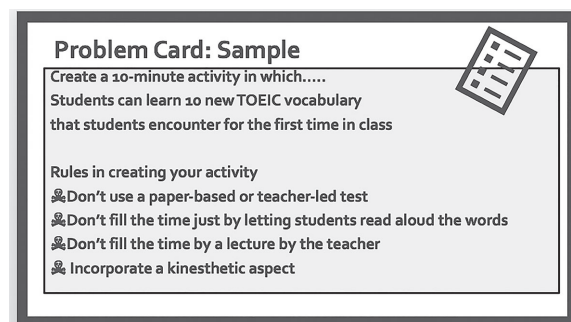 Problem Card: Sample
Create a 10-minute activity in which.....
Students can learn 10 new TOEIC vocabulary
that students encounter for the first time in class
Rules in creating your activity
☠Don't use a paper-based or teacher-led test
☠Don't fill the time just by letting students read aloud the words
☠Don't fill the time by a lecture by the teacher
☠ Incorporate a kinesthetic aspect